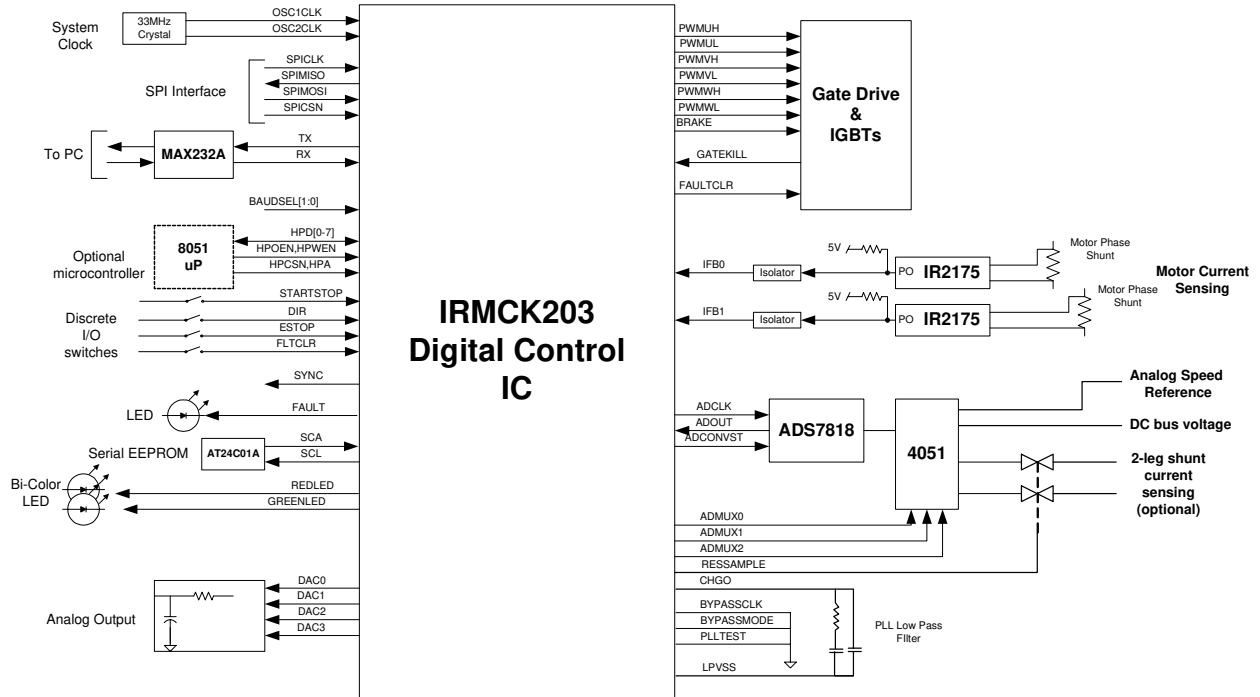 System
Clock
33MHz
Crystal
OSC1CLK
OSC2CLK
SPI Interface
SPICLK
SPIMISO
SPIMOSI
SPICSN
To PC
MAX232A
TX
RX
BAUDSEL[1:0]
Optional
microcontroller
8051
uP
HPD[0-7]
HPOEN,HPWEN
HPCSN,HPA
Discrete
I/O
switches
STARTSTOP
DIR
ESTOP
FLTCLR
SYNC
LED
FAULT
Serial EEPROM
AT24C01A
SCA
SCL
Bi-Color
LED
REDLED
GREENLED
Analog Output
DAC0
DAC1
DAC2
DAC3
IRMCK203
Digital Control
IC
PWMUH
PWMUL
PWMVH
PWMVL
PWMWH
PWMWL
BRAKE
GATEKILL
FAULTCLR
Gate Drive
&
IGBTs
IFB0
Isolator
5V
PO
IR2175
Motor Phase
Shunt
IFB1
Isolator
5V
PO
IR2175
Motor Phase
Shunt
Motor Current
Sensing
ADCLK
ADOUT
ADCONVST
ADS7818
4051
Analog Speed
Reference
DC bus voltage
2-leg shunt
current
sensing
(optional)
ADMUX0
ADMUX1
ADMUX2
RESSAMPLE
CHGO
BYPASSCLK
BYPASSMODE
PLLTEST
LPVSS
PLL Low Pass
FIlter